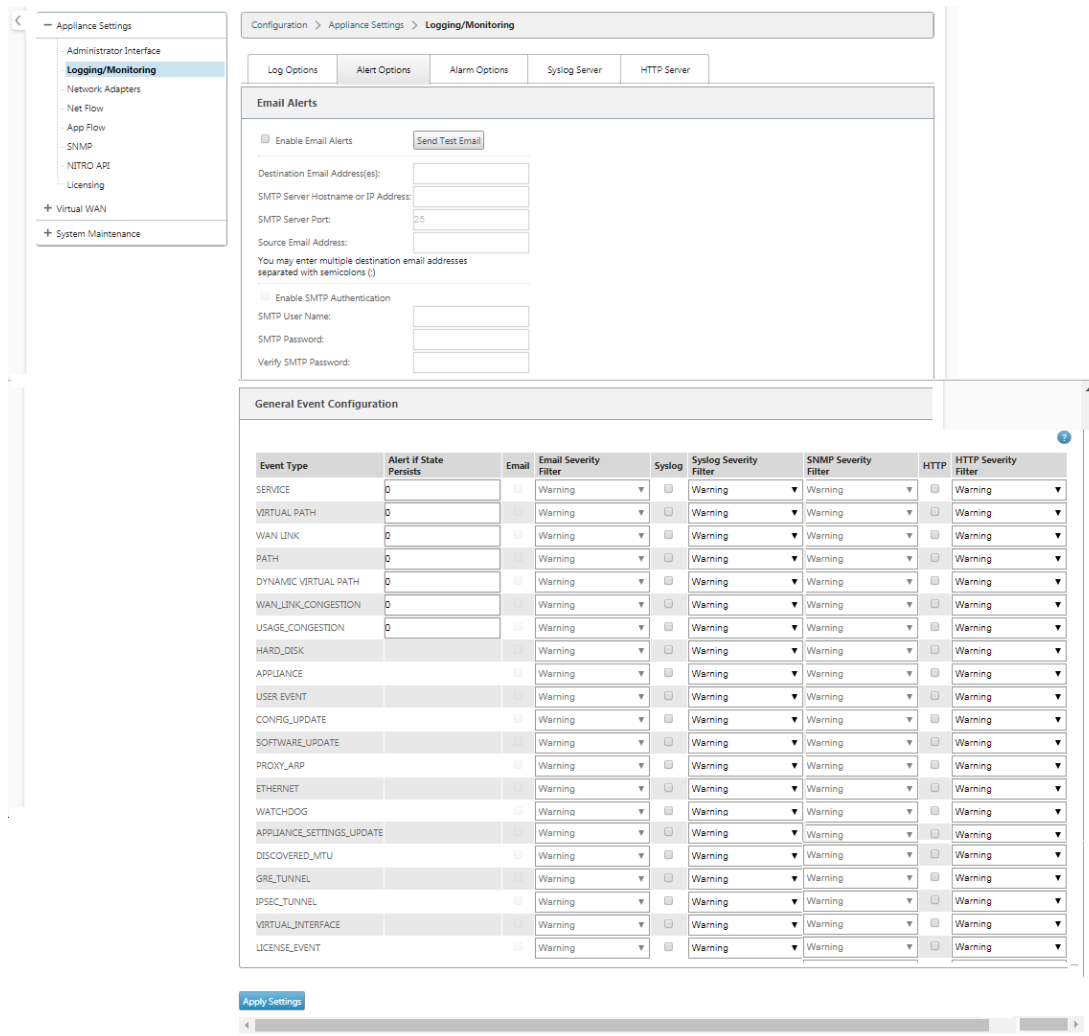 Appliance Settings
Administrator Interface
Logging/Monitoring
Network Adapters
Net Flow
App Flow
SNMP
NITRO API
Licensing
Virtual WAN
System Maintenance
Configuration > Appliance Settings > Logging/Monitoring
Log Options Alert Options Alarm Options Syslog Server HTTP Server
Email Alerts
Enable Email Alerts Send Test Email
Destination Email Address(es):
SMTP Server Hostname or IP Address:
SMTP Server Port: 25
Source Email Address:
You may enter multiple destination email addresses
separated with semicolons (;)
Enable SMTP Authentication
SMTP User Name:
SMTP Password:
Verify SMTP Password:
General Event Configuration
?
Event Type Alert if State Persists Email Email Severity Filter Syslog Syslog Severity Filter SNMP Severity Filter HTTP HTTP Severity Filter
SERVICE 0 Warning Warning Warning Warning
VIRTUAL PATH 0 Warning Warning Warning Warning
WAN LINK 0 Warning Warning Warning Warning
PATH 0 Warning Warning Warning Warning
DYNAMIC VIRTUAL PATH 0 Warning Warning Warning Warning
WAN_LINK_CONGESTION 0 Warning Warning Warning Warning
USAGE_CONGESTION 0 Warning Warning Warning Warning
HARD_DISK Warning Warning Warning Warning
APPLIANCE Warning Warning Warning Warning
USER EVENT Warning Warning Warning Warning
CONFIG_UPDATE Warning Warning Warning Warning
SOFTWARE_UPDATE Warning Warning Warning Warning
PROXY_ARP Warning Warning Warning Warning
ETHERNET Warning Warning Warning Warning
WATCHDOG Warning Warning Warning Warning
APPLIANCE_SETTINGS_UPDATE Warning Warning Warning Warning
DISCOVERED_MTU Warning Warning Warning Warning
GRE_TUNNEL Warning Warning Warning Warning
IPSEC_TUNNEL Warning Warning Warning Warning
VIRTUAL_INTERFACE Warning Warning Warning Warning
LICENSE_EVENT Warning Warning Warning Warning
Apply Settings